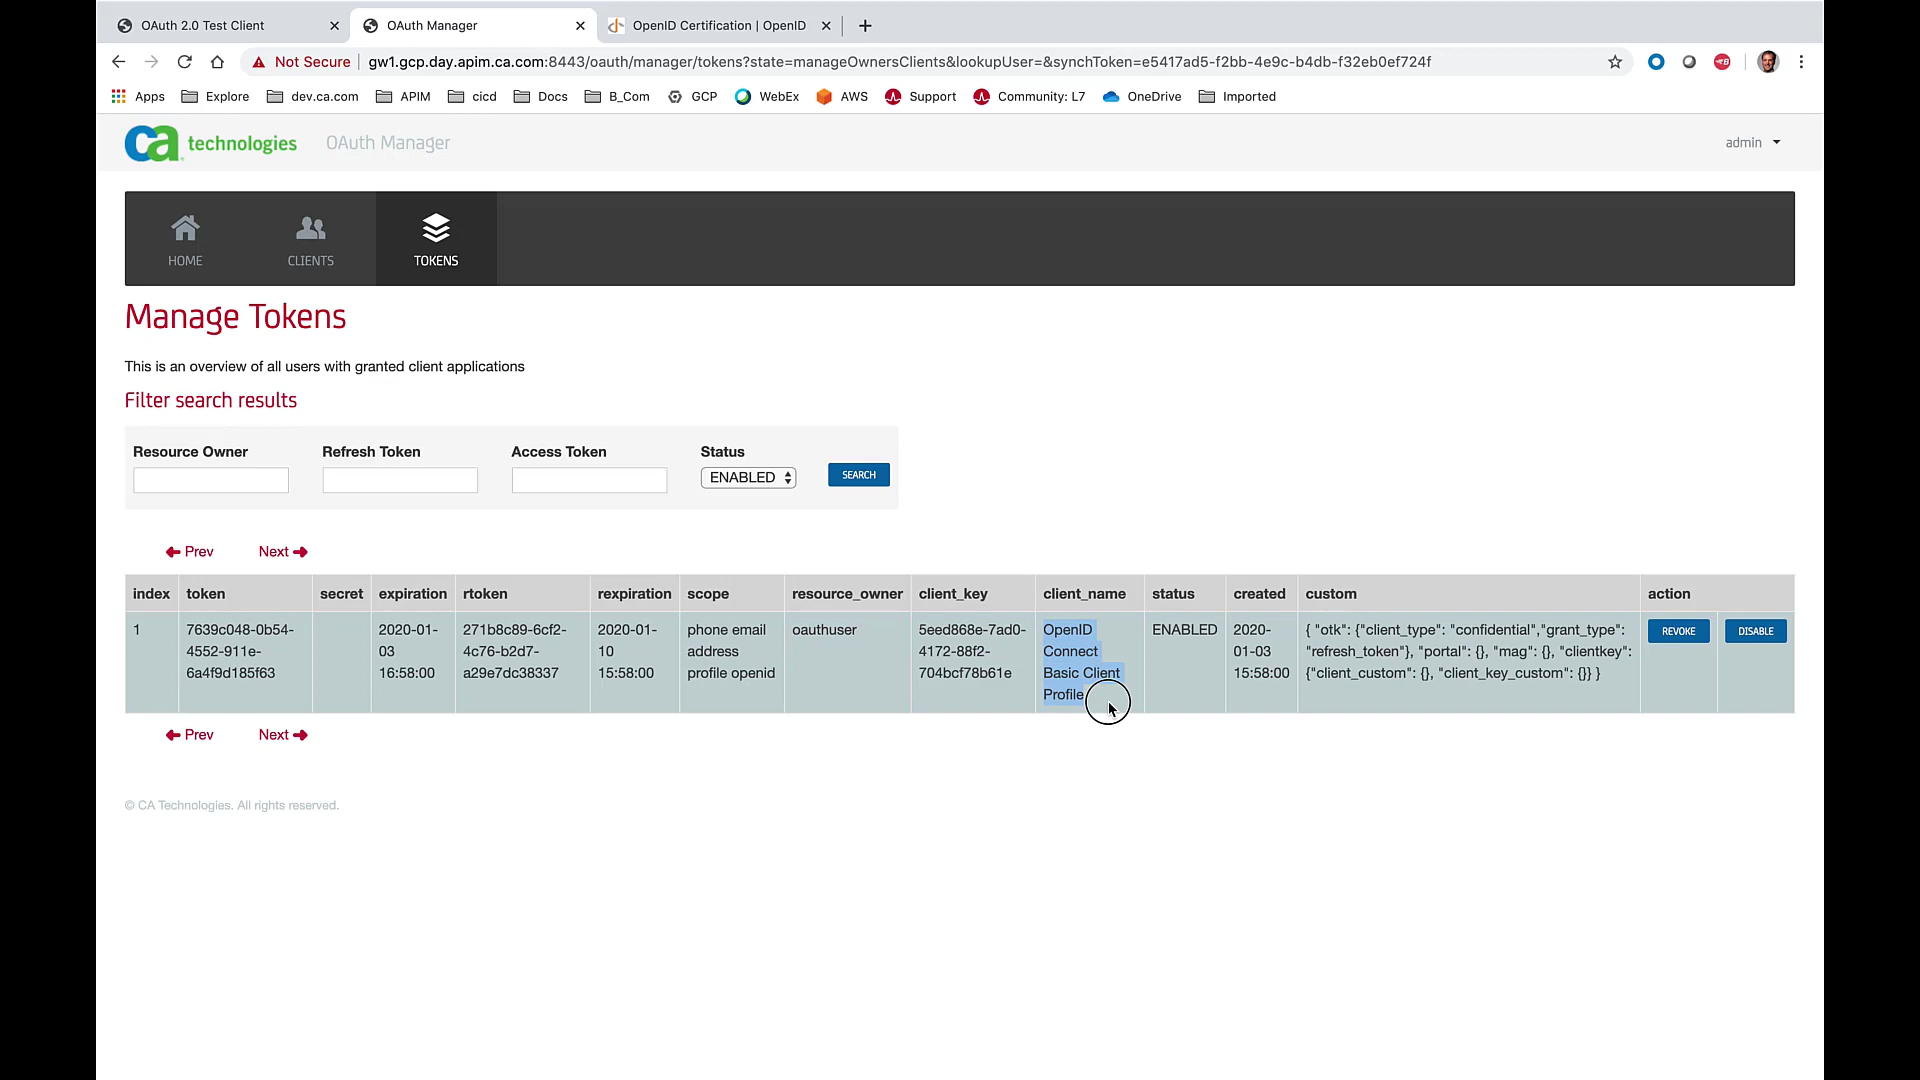 OAuth 2.0 Test Client
OAuth Manager
OpenID Certification | OpenID
Not Secure
gw1.gcp.day.apim.ca.com:8443/oauth/manager/tokens?state=manageOwnersClients&lookupUser=&synchToken=e5417ad5-f2bb-4e9c-b4db-f32eb0ef724f
Apps Explore dev.ca.com APIM cicd Docs B_Com GCP WebEx AWS Support Community: L7 OneDrive Imported
ca technologies OAuth Manager
admin
HOME CLIENTS TOKENS
Manage Tokens
This is an overview of all users with granted client applications
Filter search results
Resource Owner Refresh Token Access Token Status
ENABLED SEARCH
Prev Next
index token secret expiration rtoken rexpiration scope resource_owner client_key client_name status created custom action
1
7639c048-0b54-
4552-911e-
6a4f9d185f63
2020-01-
03
16:58:00
271b8c89-6cf2-
4c76-b2d7-
a29e7dc38337
2020-01-
10
15:58:00
phone email
address
profile openid
oauthuser
5eed868e-7ad0-
4172-88f2-
704bcf78b61e
OpenID
Connect
Basic Client
Profile
ENABLED
2020-
01-03
15:58:00
{ "otk": {"client_type": "confidential","grant_type":
"refresh_token"}, "portal": {}, "mag": {}, "clientkey":
{"client_custom": {}, "client_key_custom": {}} }
REVOKE DISABLE
Prev Next
© CA Technologies. All rights reserved.